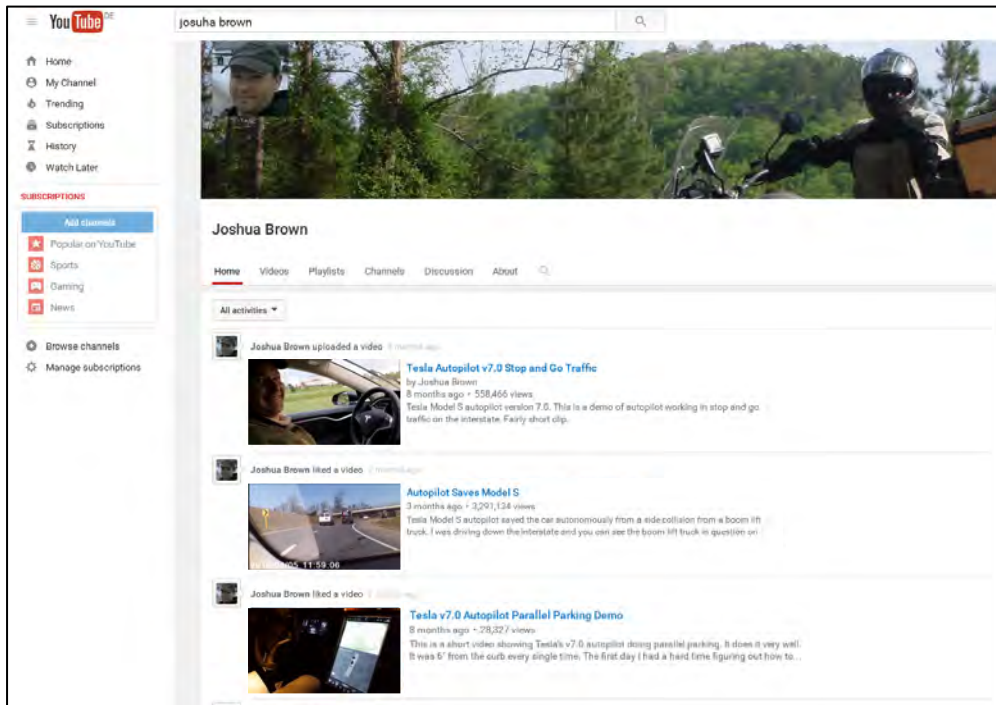 YouTube DE
josuha brown
Home
My Channel
Trending
Subscriptions
History
Watch Later
SUBSCRIPTIONS
Add channels
Popular on YouTube
Sports
Gaming
News
Browse channels
Manage subscriptions
Joshua Brown
Home Videos Playlists Channels Discussion About
All activities
Joshua Brown uploaded a video months ago
Tesla Autopilot v7.0 Stop and Go Traffic
by Joshua Brown
8 months ago • 558,466 views
Tesla Model S autopilot version 7.0. This is a demo of autopilot working in stop and go
traffic on the interstate. Fairly short clip.
Joshua Brown liked a video months ago
Autopilot Saves Model S
3 months ago • 3,291,134 views
Tesla Model S autopilot saved the car autonomously from a side collision from a boom lift
truck. I was driving down the interstate and you can see the boom lift truck in question on
11:59:06
Joshua Brown liked a video
Tesla v7.0 Autopilot Parallel Parking Demo
8 months ago • 28,327 views
This is a short video showing Tesla's v7.0 autopilot doing parallel parking. It does it very well.
It was 6" from the curb every single time. The first day I had a hard time figuring out how to...